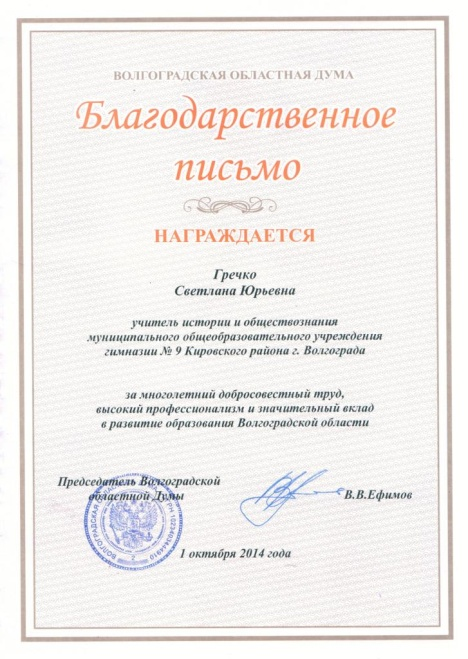 ВОЛГОГРАДСКАЯ ОБЛАСТНАЯ ДУМА
Благодарственное
письмо
НАГРАЖДАЕТСЯ
Гречко
Светлана Юрьевна
учитель истории и обществознания
муниципального общеобразовательного учреждения
гимназии № 9 Кировского района г. Волгограда
за многолетний добросовестный труд,
высокий профессионализм и значительный вклад
в развитие образования Волгоградской области
Председатель Волгоградской
областной Думы
В.В.Ефимов
1 октября 2014 года